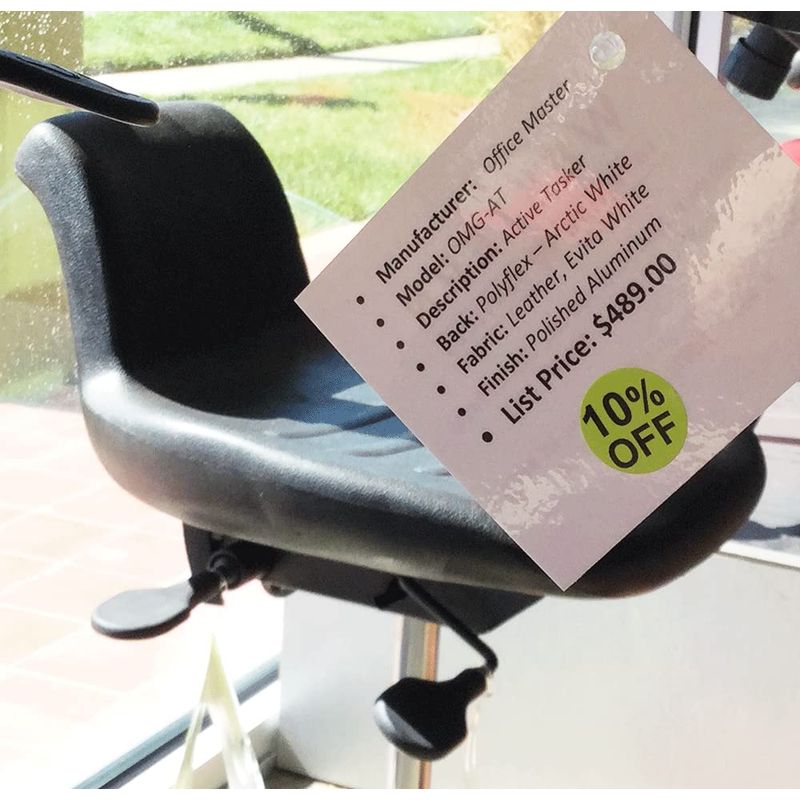 Manufacturer: Office Master
Model: OMG-AT
Description: Active Tasker
Back: Polyflex – Arctic White
Fabric: Leather, Evita White
Finish: Polished Aluminum
List Price: $489.00
10%
OFF